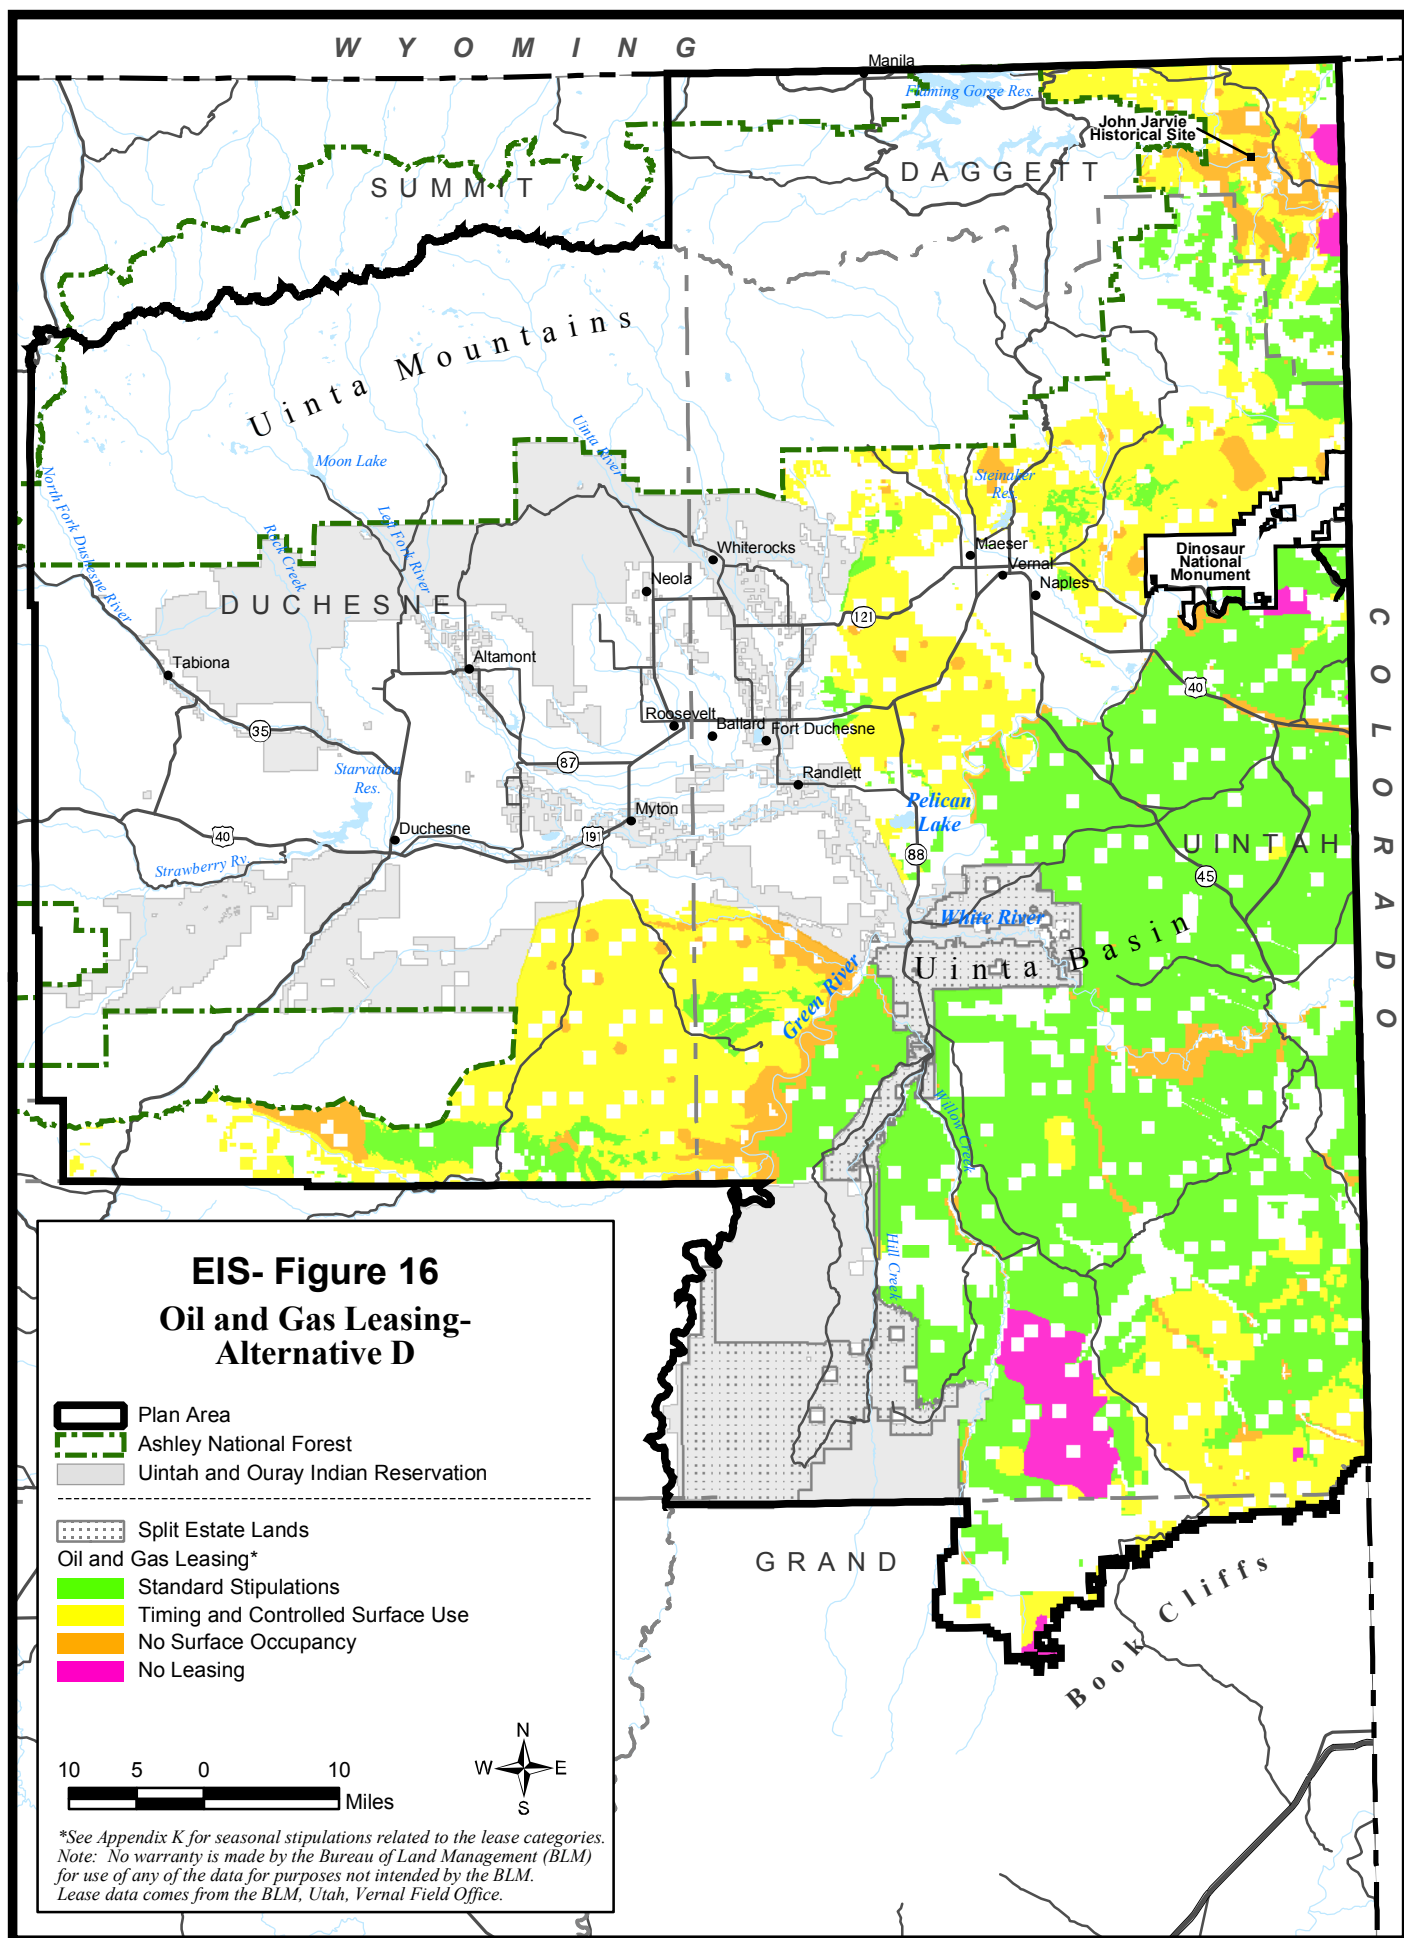 WYOMING
Manila
Flaming Gorge Res.
John Jarvie
Historical Site
DAGGETT
SUMMIT
Uinta Mountains
Uinta River
Moon Lake
North Fork Duchesne River
Rock Creek
Left Fork River
Steinaker
Res.
Maeser
Vernal
Naples
Dinosaur
National
Monument
Whiterocks
Neola
DUCHESNE
121
COLORADO
Tabiona
Altamont
40
35
Roosevelt
Ballard
Fort Duchesne
87
Randlett
Starvation
Res.
Pelican
Lake
Myton
Duchesne
40
191
88
UINTAH
45
Strawberry Rv.
White River
Uinta Basin
Green River
Willow Creek
Hill Creek
GRAND
Book Cliffs
EIS- Figure 16
Oil and Gas Leasing-
Alternative D
Plan Area
Ashley National Forest
Uintah and Ouray Indian Reservation
Split Estate Lands
Oil and Gas Leasing*
Standard Stipulations
Timing and Controlled Surface Use
No Surface Occupancy
No Leasing
N
W E
S
10 5 0 10
Miles
*See Appendix K for seasonal stipulations related to the lease categories.
Note: No warranty is made by the Bureau of Land Management (BLM)
for use of any of the data for purposes not intended by the BLM.
Lease data comes from the BLM, Utah, Vernal Field Office.